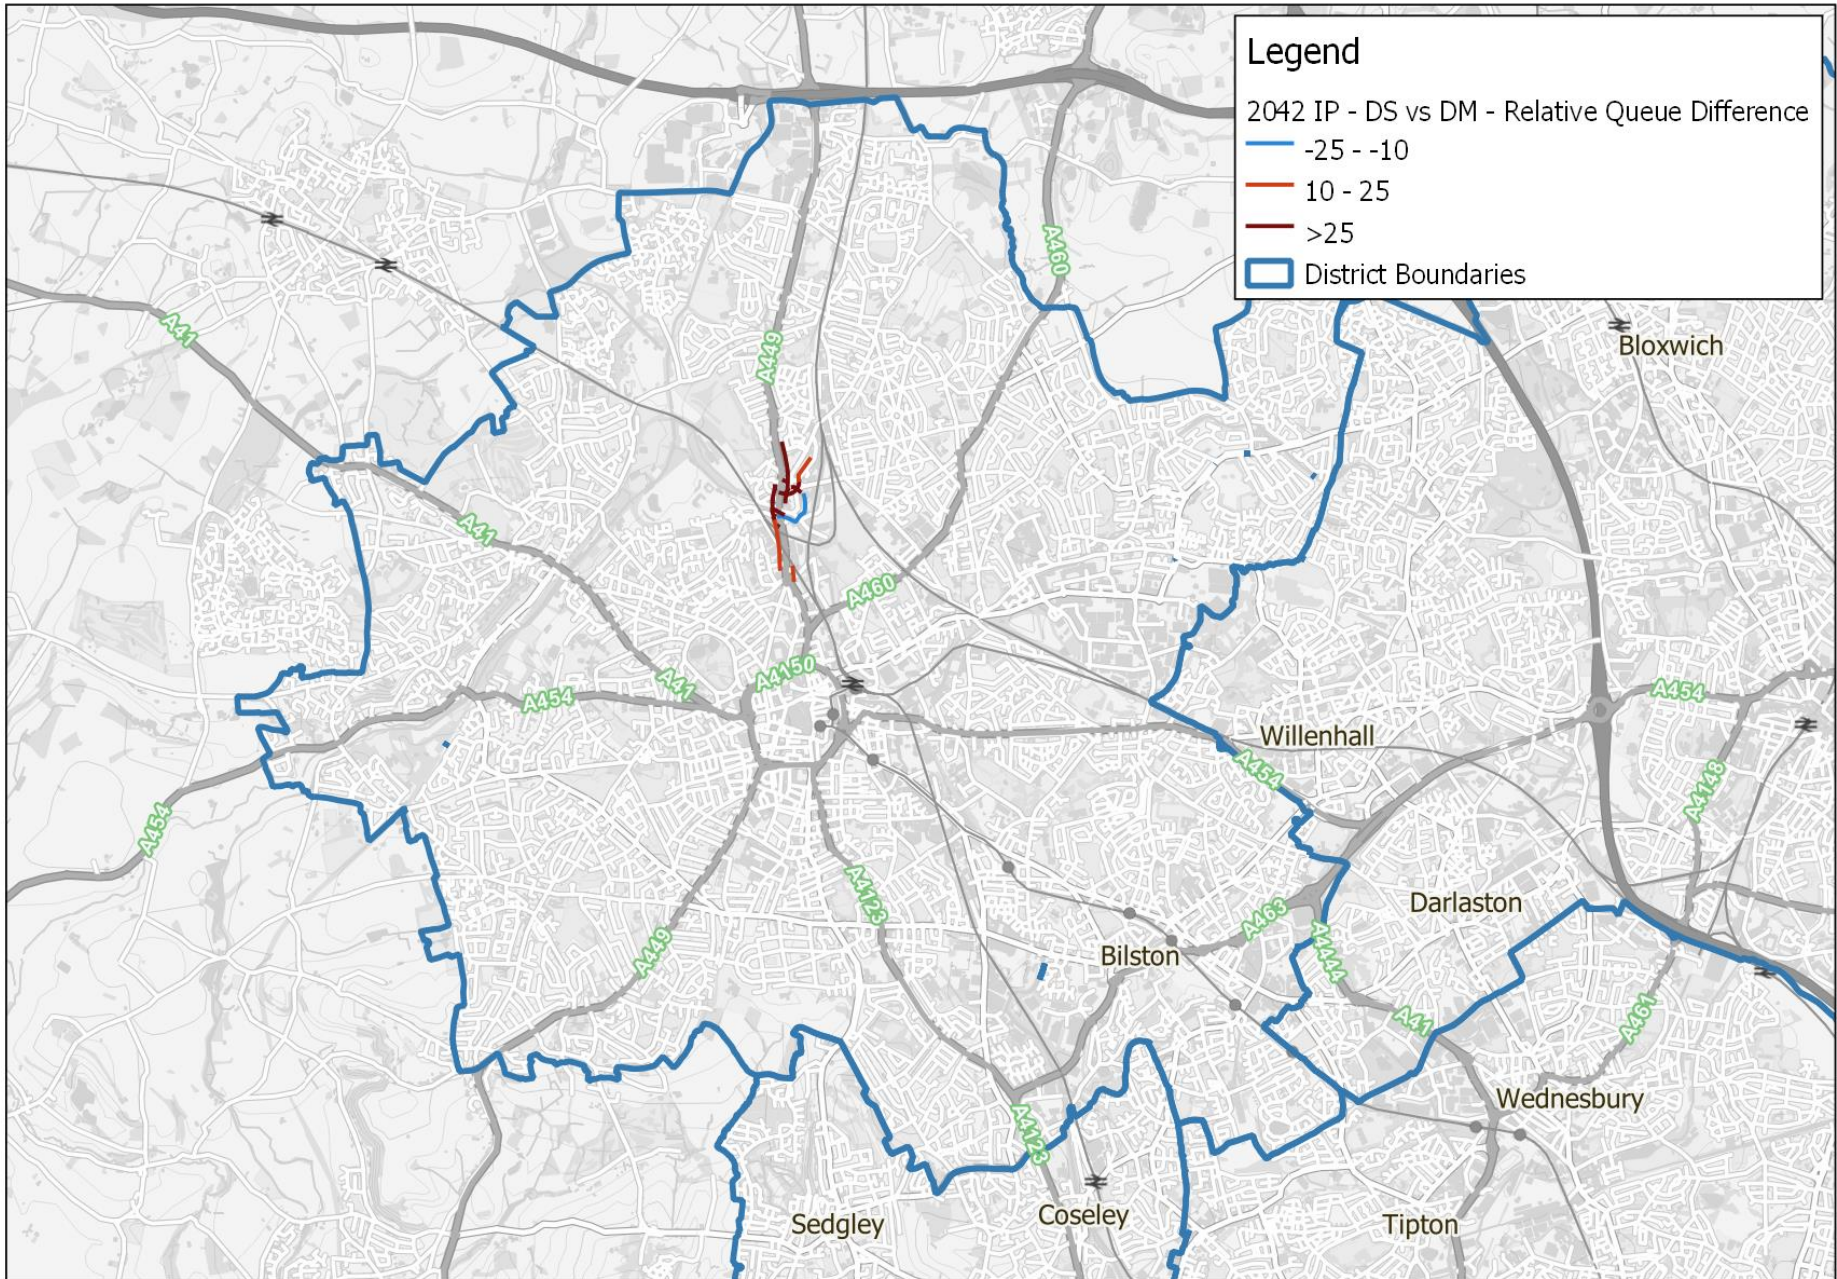 Legend
2042 IP - DS vs DM - Relative Queue Difference
-25 - -10
10 - 25
>25
District Boundaries
A460
A41
A449
Bloxwich
A41
A460
A4150
A41
A454
A454
Willenhall
A454
A454
A4148
A4123
Darlaston
A463
A449
Bilston
A4444
A41
A461
Wednesbury
A4123
Sedgley
Coseley
Tipton